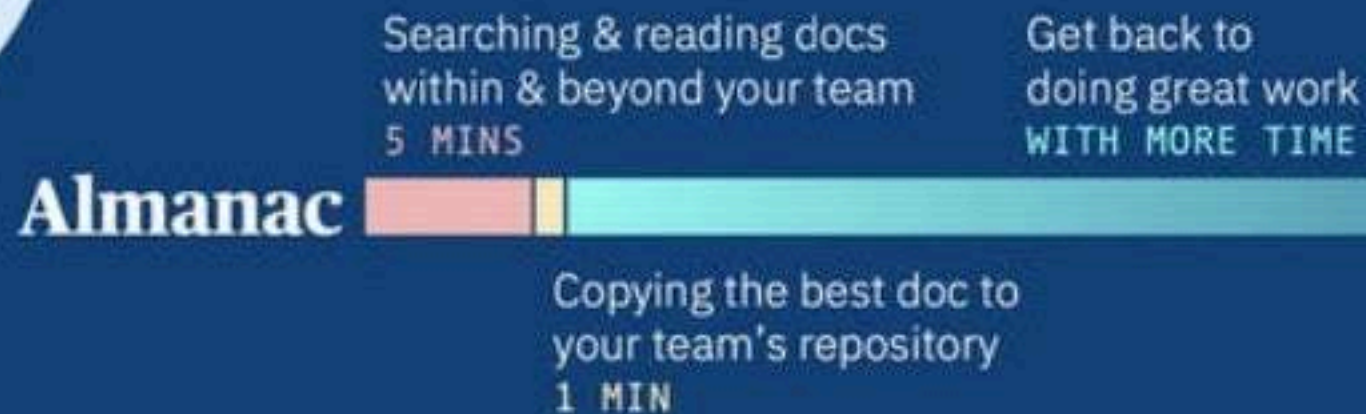 Searching & reading docs
within & beyond your team
5 MINS
Get back to
doing great work
WITH MORE TIME
Almanac
Copying the best doc to
your team's repository
1 MIN